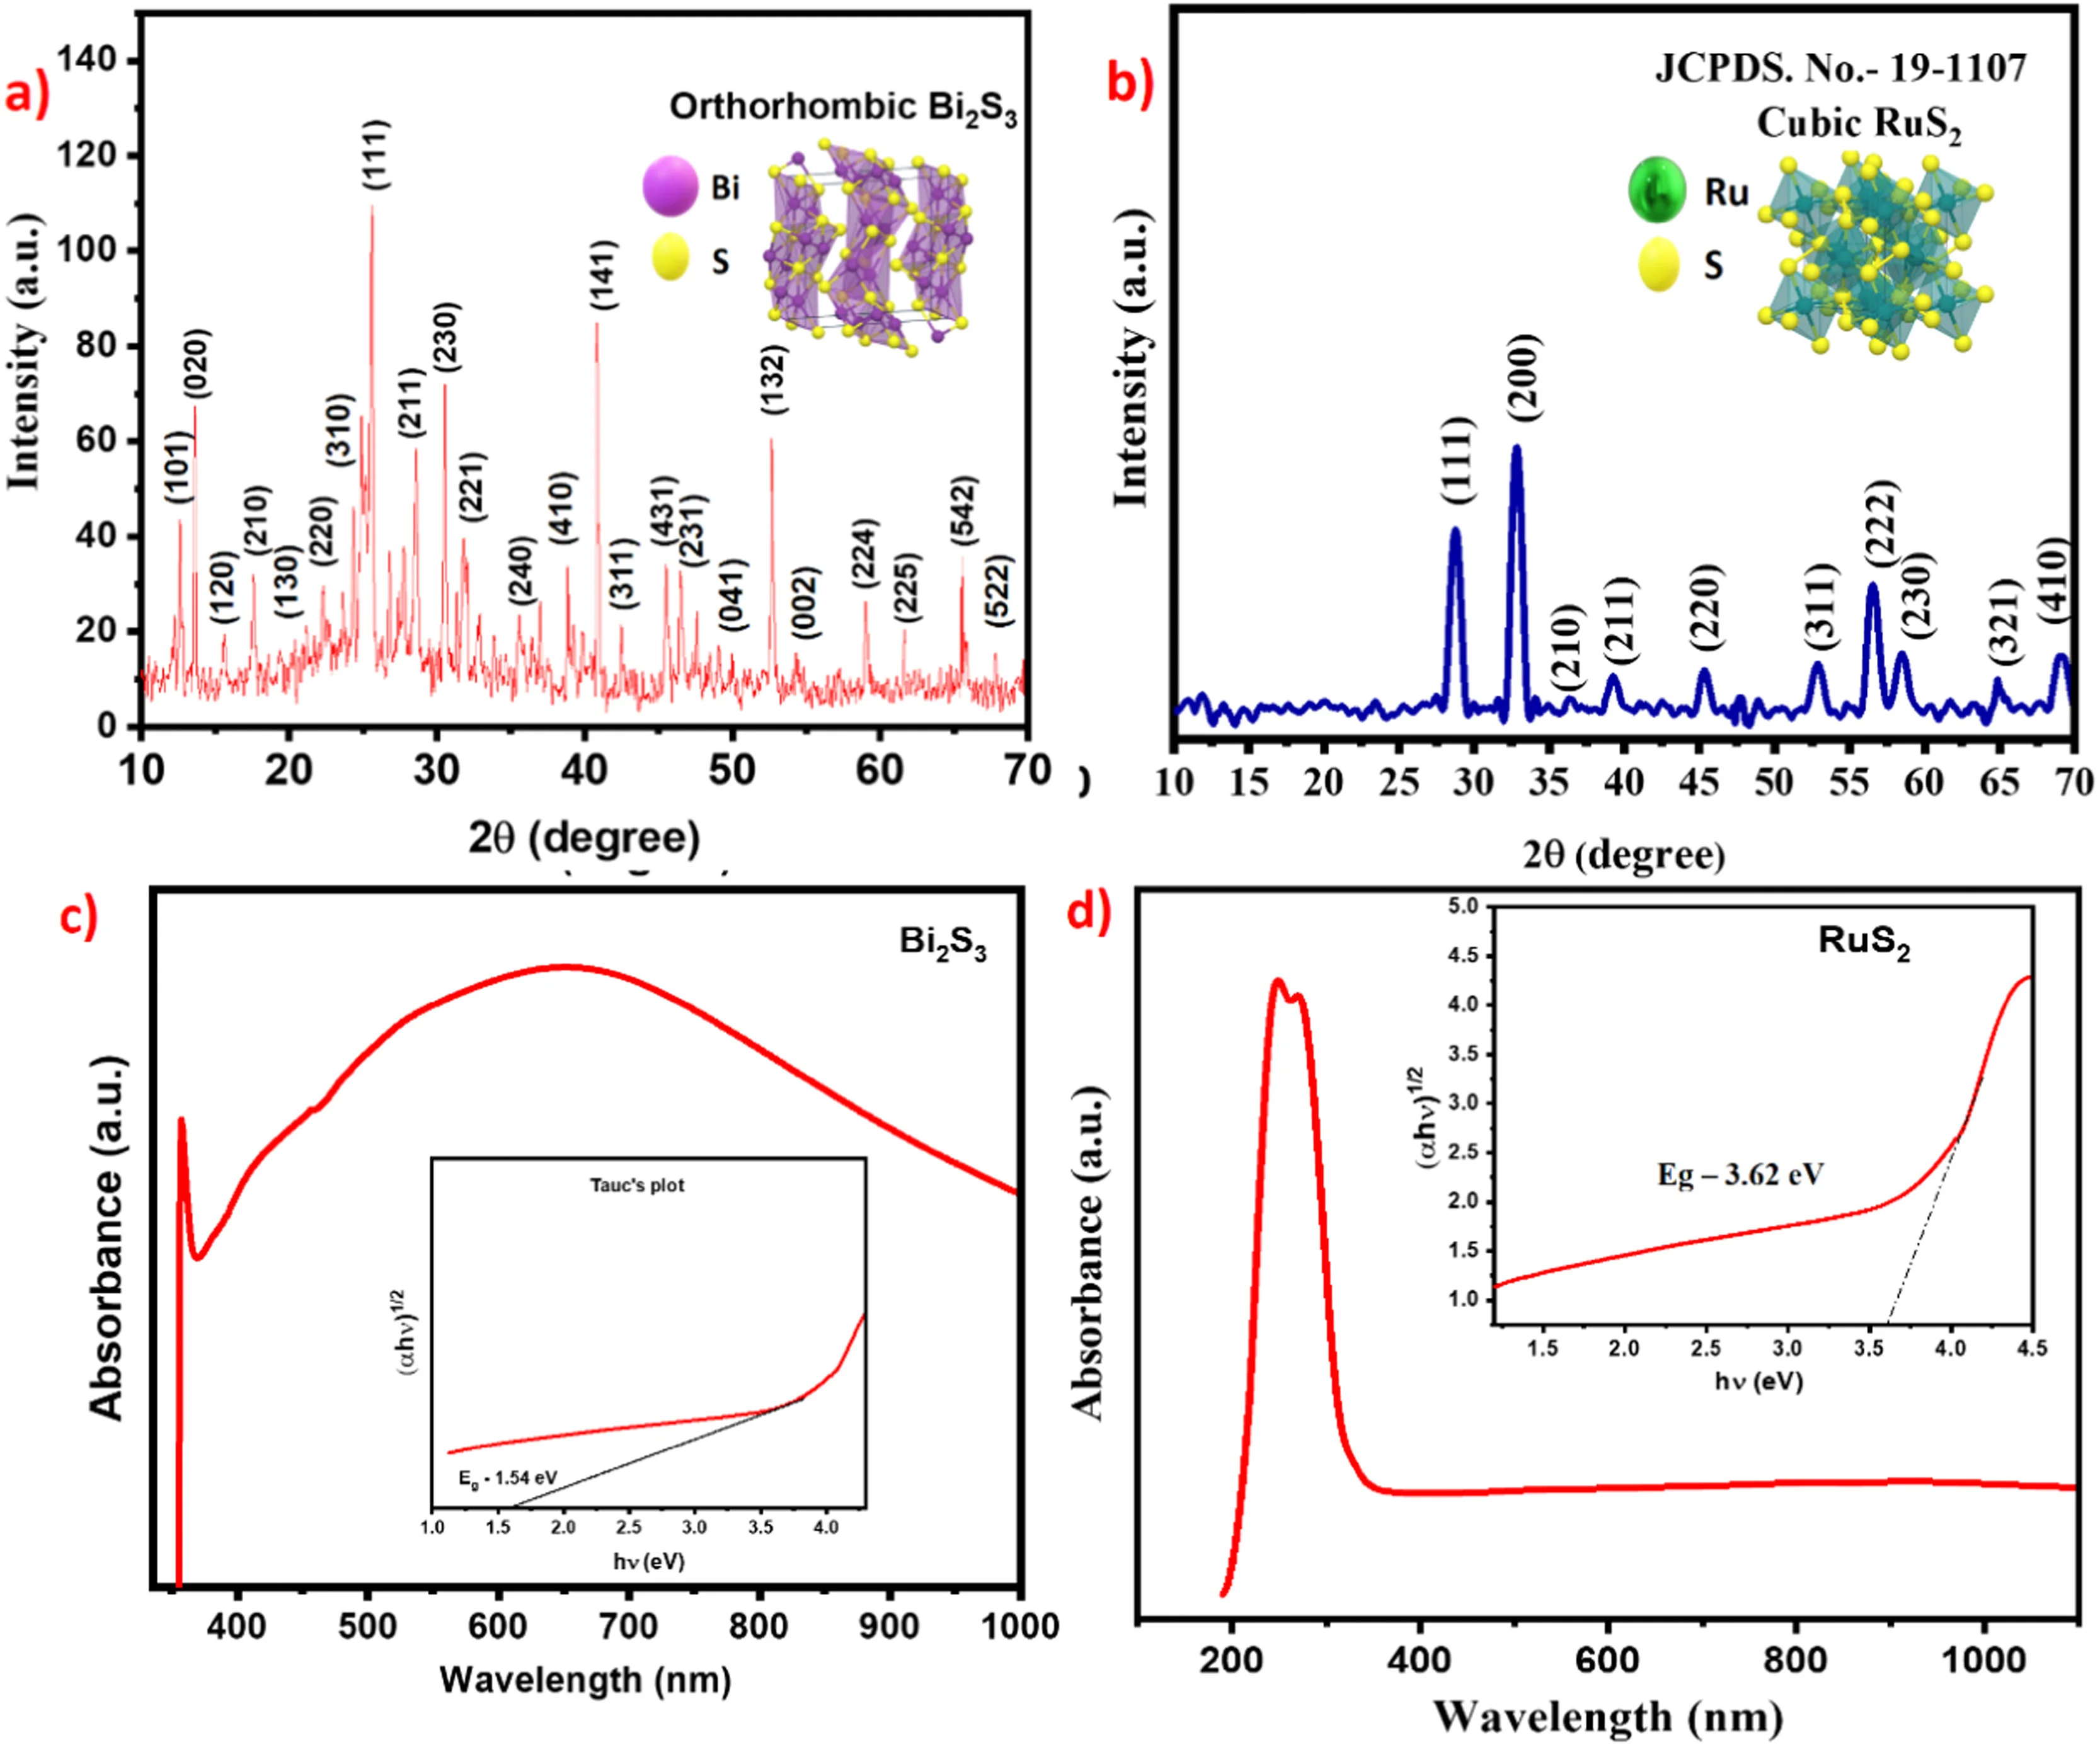 a)
140
120
100
80
60
40
20
0
Intensity (a.u.)
Orthorhombic Bi₂S₃
Bi
S
(101)
(020)
(120)
(210)
(130)
(220)
(310)
(111)
(211)
(230)
(221)
(240)
(410)
(141)
(311)
(431)
(231)
(041)
(132)
(002)
(224)
(225)
(542)
(522)
10 20 30 40 50 60 70
2θ (degree)
b)
JCPDS. No.- 19-1107
Cubic RuS₂
Ru
S
Intensity (a.u.)
(111)
(200)
(210)
(211)
(220)
(311)
(222)
(230)
(321)
(410)
10 15 20 25 30 35 40 45 50 55 60 65 70
2θ (degree)
c)
Bi₂S₃
Absorbance (a.u.)
Tauc's plot
(αhν)^1/2
E_g - 1.54 eV
1.0 1.5 2.0 2.5 3.0 3.5 4.0
hν (eV)
400 500 600 700 800 900 1000
Wavelength (nm)
d)
Absorbance (a.u.)
RuS₂
5.0
4.5
4.0
3.5
3.0
2.5
2.0
1.5
1.0
(αhν)^1/2
Eg – 3.62 eV
1.5 2.0 2.5 3.0 3.5 4.0 4.5
hν (eV)
200 400 600 800 1000
Wavelength (nm)